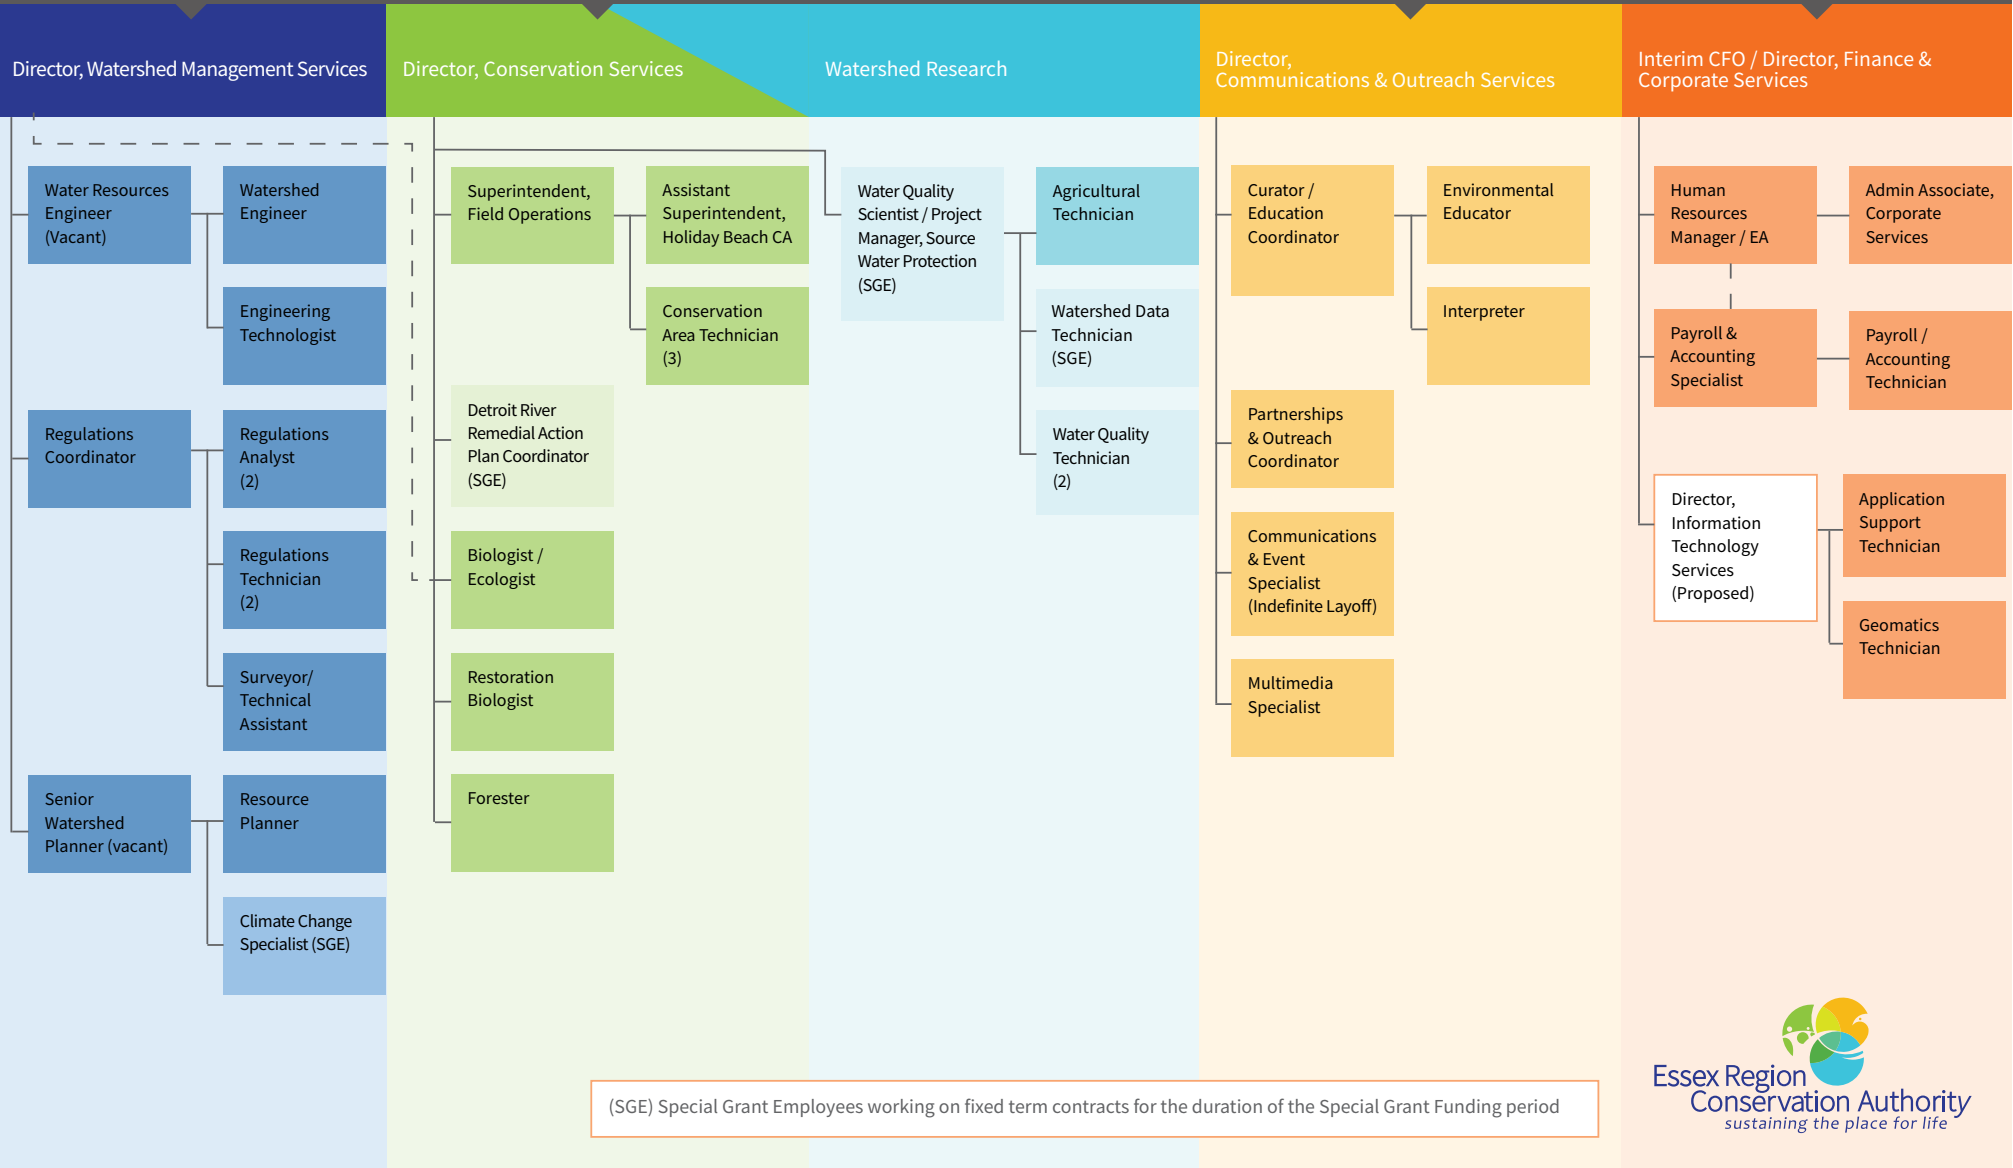 Director, Watershed Management Services
Director, Conservation Services
Watershed Research
Director,
Communications & Outreach Services
Interim CFO / Director, Finance &
Corporate Services
Water Resources
Engineer
(Vacant)
Watershed
Engineer
Engineering
Technologist
Regulations
Coordinator
Regulations
Analyst
(2)
Regulations
Technician
(2)
Surveyor/
Technical
Assistant
Senior
Watershed
Planner (vacant)
Resource
Planner
Climate Change
Specialist (SGE)
Superintendent,
Field Operations
Assistant
Superintendent,
Holiday Beach CA
Conservation
Area Technician
(3)
Detroit River
Remedial Action
Plan Coordinator
(SGE)
Biologist /
Ecologist
Restoration
Biologist
Forester
Water Quality
Scientist / Project
Manager, Source
Water Protection
(SGE)
Agricultural
Technician
Watershed Data
Technician
(SGE)
Water Quality
Technician
(2)
Curator /
Education
Coordinator
Environmental
Educator
Interpreter
Partnerships
& Outreach
Coordinator
Communications
& Event
Specialist
(Indefinite Layoff)
Multimedia
Specialist
Human
Resources
Manager / EA
Admin Associate,
Corporate
Services
Payroll &
Accounting
Specialist
Payroll /
Accounting
Technician
Director,
Information
Technology
Services
(Proposed)
Application
Support
Technician
Geomatics
Technician
(SGE) Special Grant Employees working on fixed term contracts for the duration of the Special Grant Funding period
Essex Region
Conservation Authority
sustaining the place for life